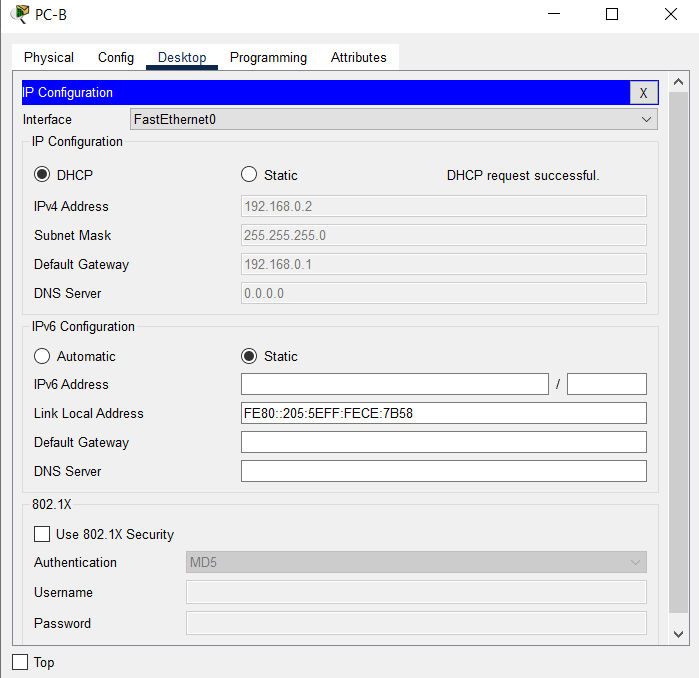 PC-B
Physical Config Desktop Programming Attributes
IP Configuration X
Interface FastEthernet0
IP Configuration
DHCP Static DHCP request successful.
IPv4 Address 192.168.0.2
Subnet Mask 255.255.255.0
Default Gateway 192.168.0.1
DNS Server 0.0.0.0
IPv6 Configuration
Automatic Static
IPv6 Address /
Link Local Address FE80::205:5EFF:FECE:7B58
Default Gateway
DNS Server
802.1X
Use 802.1X Security
Authentication MD5
Username
Password
Top